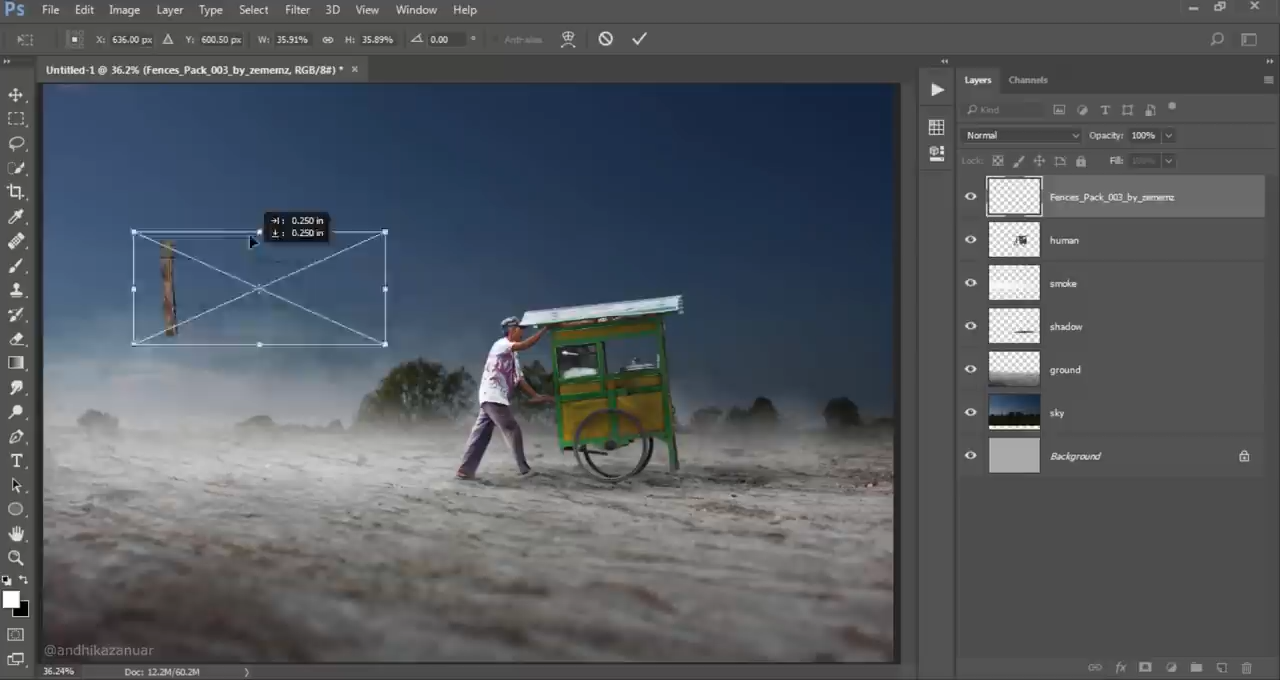 Ps File Edit Image Layer Type Select Filter 3D View Window Help
X: 636.00 px Y: 600.50 px W: 35.91% H: 35.89% 0.00 ° Anti-alias
Untitled-1 @ 36.2% (Fences_Pack_003_by_zememz, RGB/8#) * ×
Layers Channels
Kind
Normal Opacity: 100%
Lock: Fill: 100%
Fences_Pack_003_by_zememz
0.250 in
0.250 in
human
smoke
shadow
ground
sky
Background
@andhikazanuar
36.24% Doc: 12.2M/60.2M